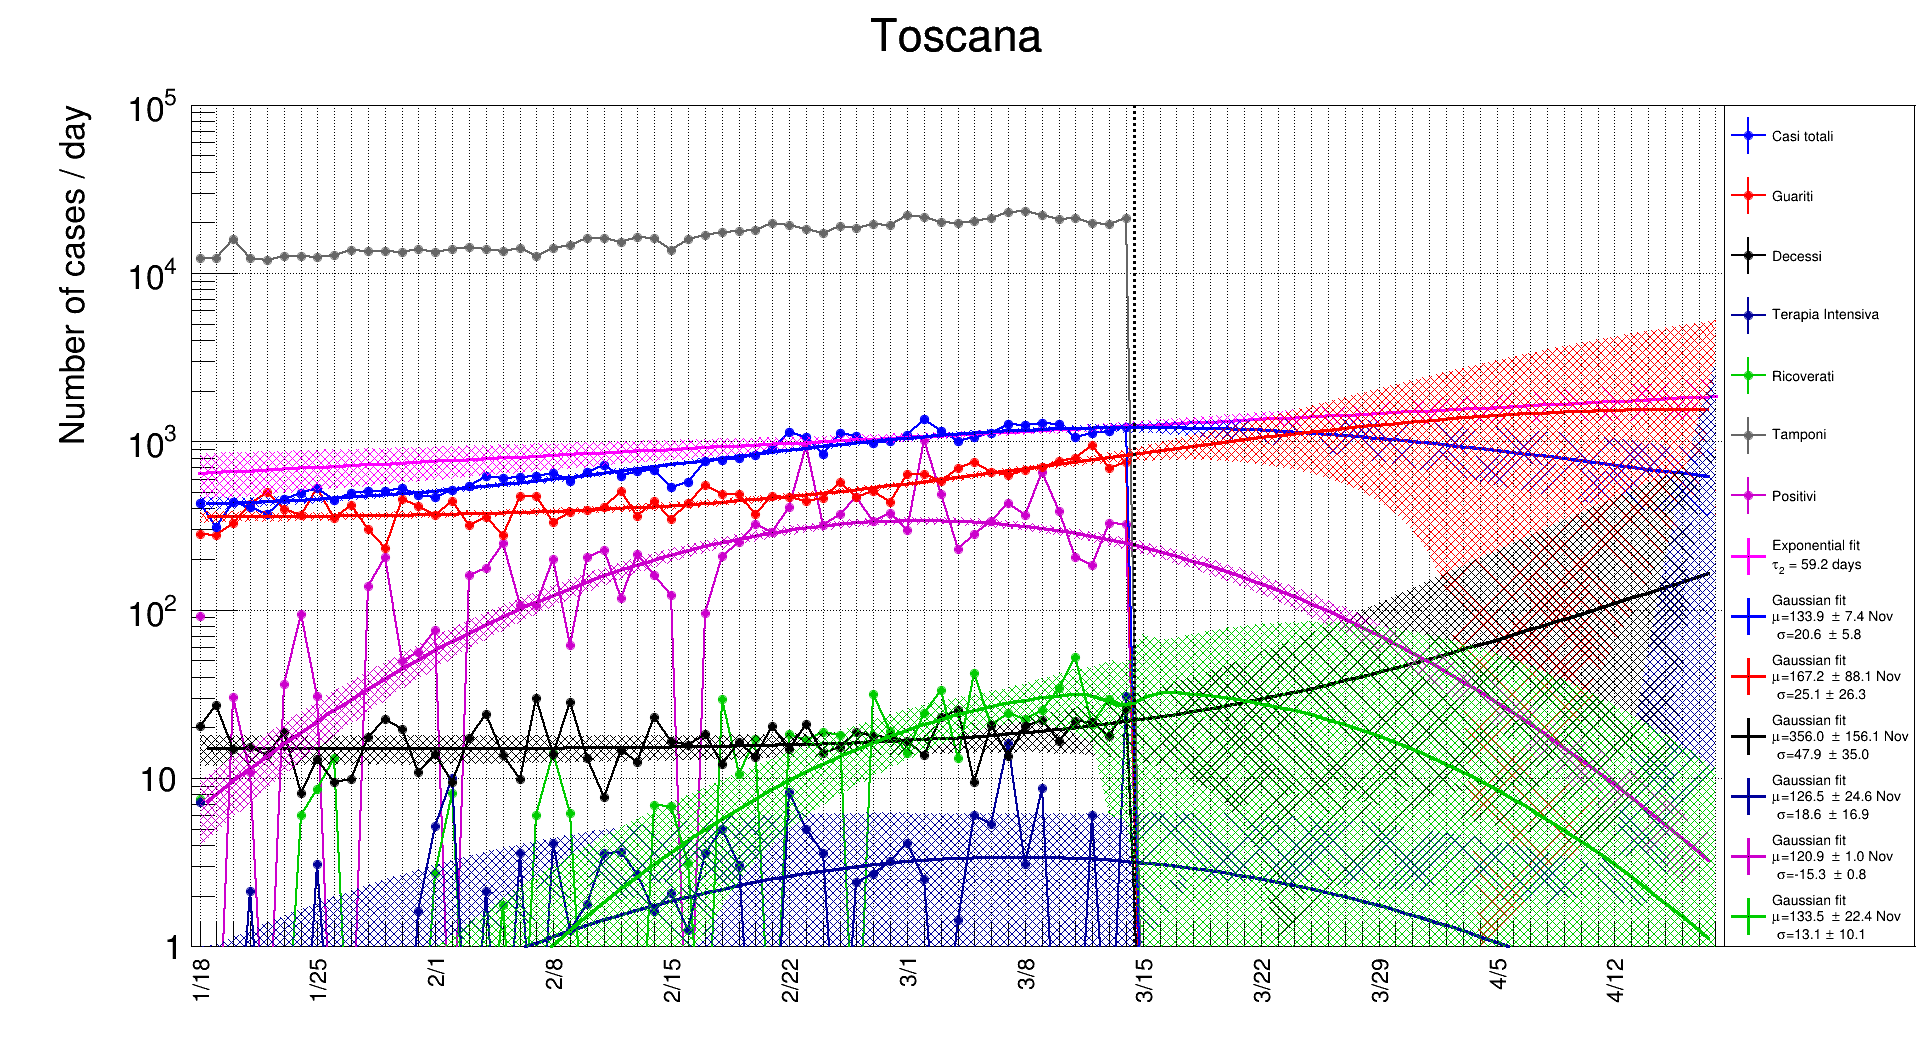 Toscana
Number of cases / day
10^5
10^4
10^3
10^2
10
1
1/18
1/25
2/1
2/8
2/15
2/22
3/1
3/8
3/15
3/22
3/29
4/5
4/12
Casi totali
Guariti
Decessi
Terapia Intensiva
Ricoverati
Tamponi
Positivi
Exponential fit
τ₂ = 59.2 days
Gaussian fit
μ=133.9 ± 7.4 Nov
σ=20.6 ± 5.8
Gaussian fit
μ=167.2 ± 88.1 Nov
σ=25.1 ± 26.3
Gaussian fit
μ=356.0 ± 156.1 Nov
σ=47.9 ± 35.0
Gaussian fit
μ=126.5 ± 24.6 Nov
σ=18.6 ± 16.9
Gaussian fit
μ=120.9 ± 1.0 Nov
σ=-15.3 ± 0.8
Gaussian fit
μ=133.5 ± 22.4 Nov
σ=13.1 ± 10.1